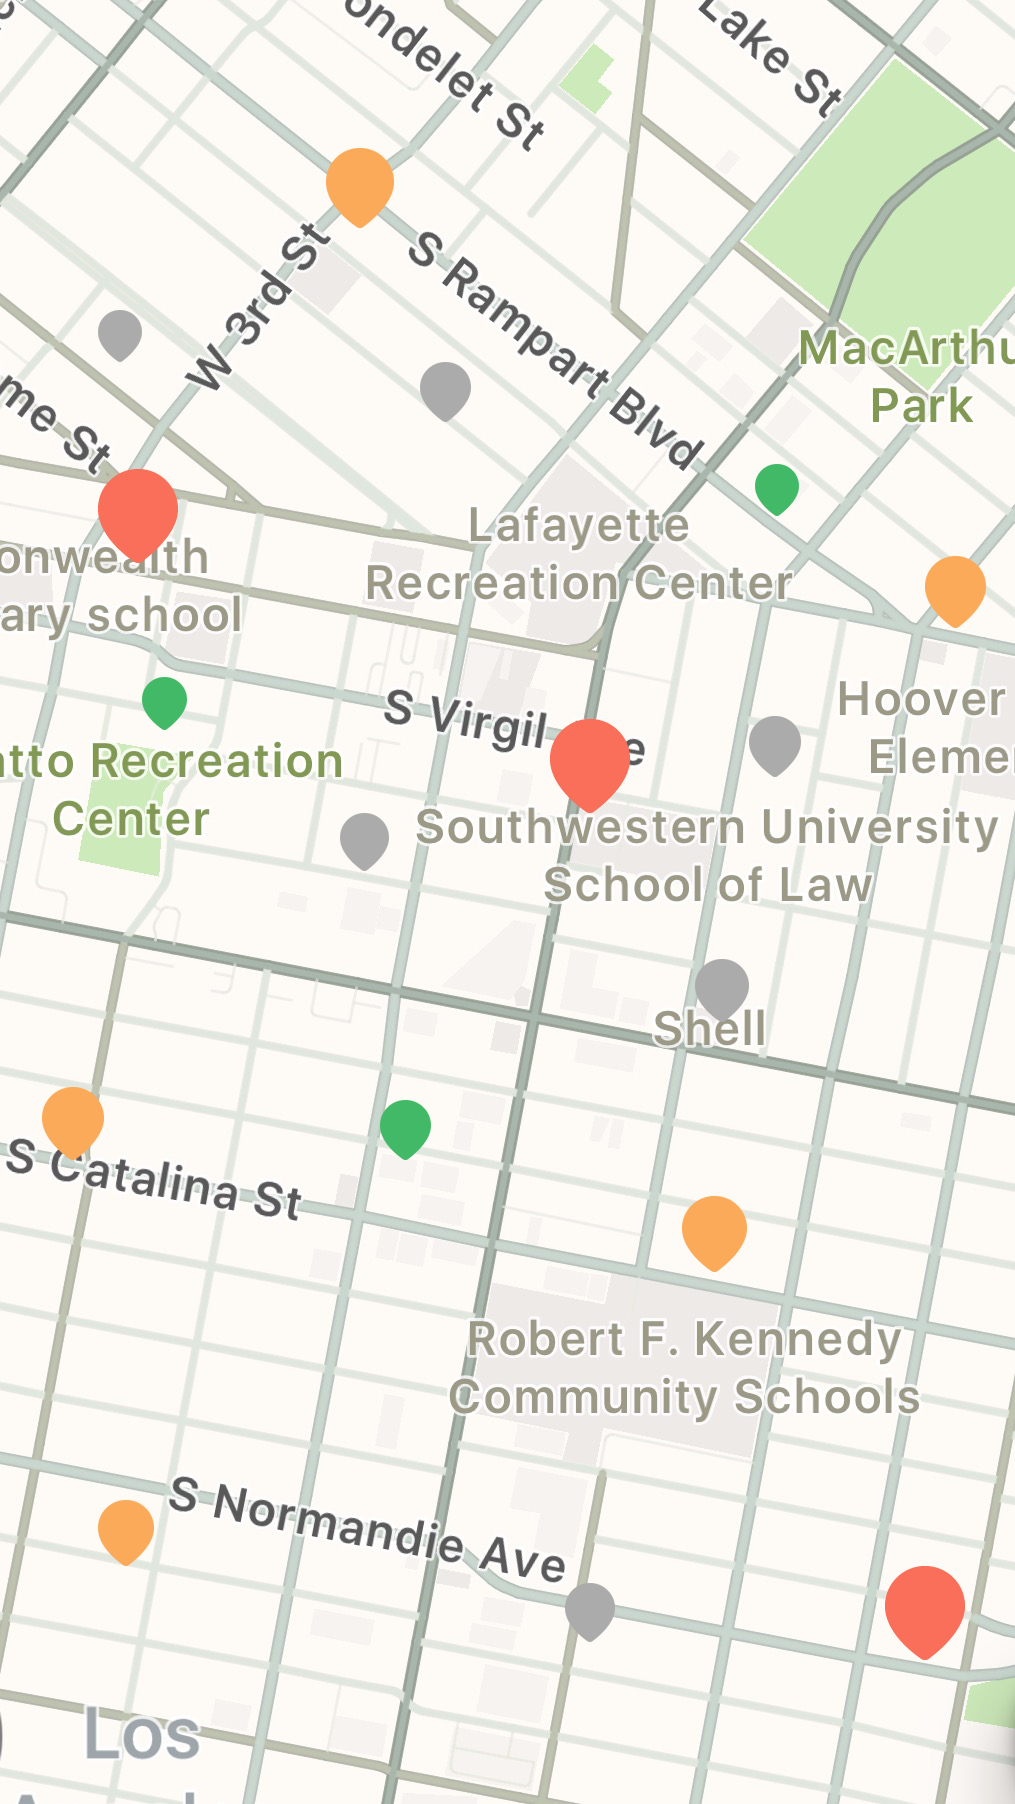 ondelet St
Lake St
W 3rd St
S Rampart Blvd
MacArthu
Park
me St
Lafayette
Recreation Center
onwealth
ary school
S Virgil
e
Hoover
Elemen
atto Recreation
Center
Southwestern University
School of Law
Shell
S Catalina St
Robert F. Kennedy
Community Schools
S Normandie Ave
Los